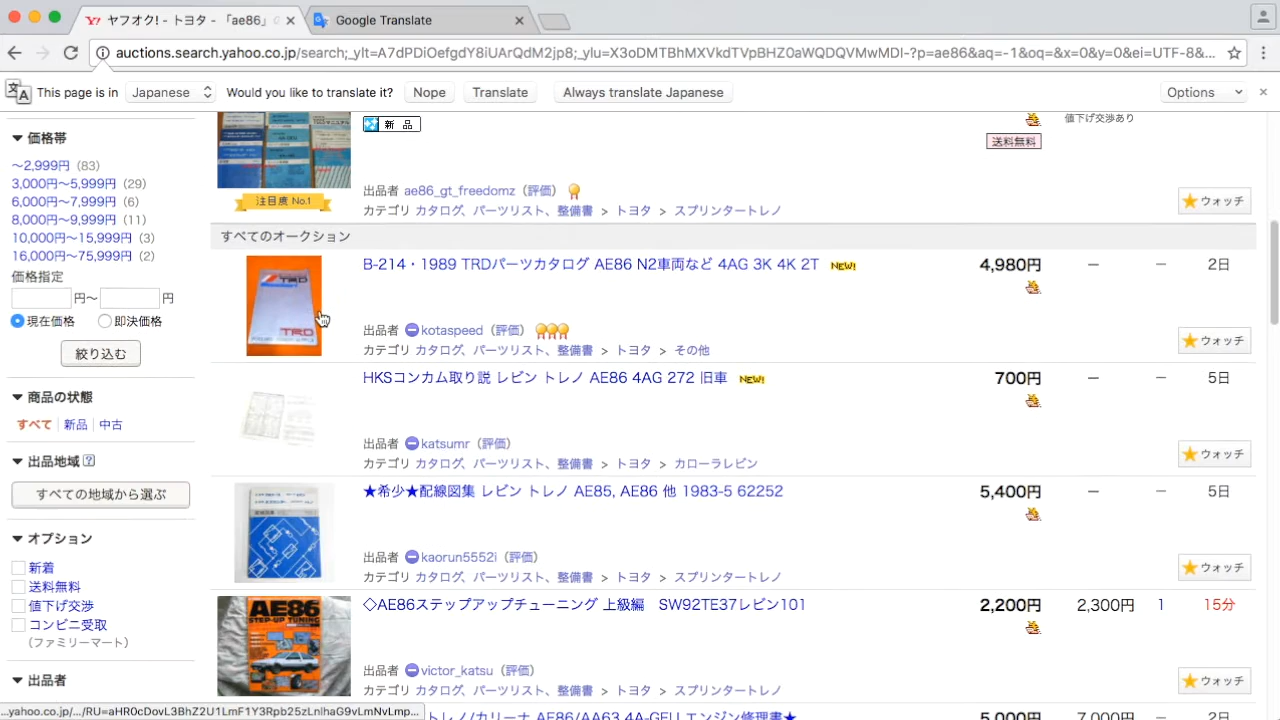 ヤフオク! - トヨタ - 「ae86」
Google Translate
auctions.search.yahoo.co.jp/search;_ylt=A7dPDiOefgdY8iUArQdM2jp8;_ylu=X3oDMTBhMXVkdTVpBHZ0aWQDQVMwMDI-?p=ae86&aq=-1&oq=&x=0&y=0&ei=UTF-8&...
This page is in Japanese Would you like to translate it? Nope Translate Always translate Japanese Options
価格帯
〜2,999円 (83)
3,000円〜5,999円 (29)
6,000円〜7,999円 (6)
8,000円〜9,999円 (11)
10,000円〜15,999円 (3)
16,000円〜75,999円 (2)
価格指定
円〜 円
現在価格 即決価格
絞り込む
商品の状態
すべて 新品 中古
出品地域 ?
すべての地域から選ぶ
オプション
新着
送料無料
値下げ交渉
コンビニ受取
(ファミリーマート)
出品者
新 品
値下げ交渉あり
送料無料
注目度 No.1
出品者 ae86_gt_freedomz (評価)
カテゴリ カタログ、パーツリスト、整備書 > トヨタ > スプリンタートレノ
ウォッチ
すべてのオークション
TRD
TRD
B-214・1989 TRDパーツカタログ AE86 N2車両など 4AG 3K 4K 2T NEW!
4,980円 − − 2日
出品者 kotaspeed (評価)
カテゴリ カタログ、パーツリスト、整備書 > トヨタ > その他
ウォッチ
HKSコンカム取り説 レビン トレノ AE86 4AG 272 旧車 NEW!
700円 − − 5日
出品者 katsumr (評価)
カテゴリ カタログ、パーツリスト、整備書 > トヨタ > カローラレビン
ウォッチ
★希少★配線図集 レビン トレノ AE85, AE86 他 1983-5 62252
5,400円 − − 5日
出品者 kaorun5552i (評価)
カテゴリ カタログ、パーツリスト、整備書 > トヨタ > スプリンタートレノ
ウォッチ
AE86
STEP-UP TUNING
◇AE86ステップアップチューニング 上級編 SW92TE37レビン101
2,200円 2,300円 1 15分
出品者 victor_katsu (評価)
カテゴリ カタログ、パーツリスト、整備書 > トヨタ > スプリンタートレノ
ウォッチ
トレノ/カリーナ AE86/AA63 4A-GEU エンジン修理書★
5,000円 7,000円 − 2日
...yahoo.co.jp/.../RU=aHR0cDovL3BhZ2U1LmF1Y3Rpb25zLnlhaG9vLmNvLmp...